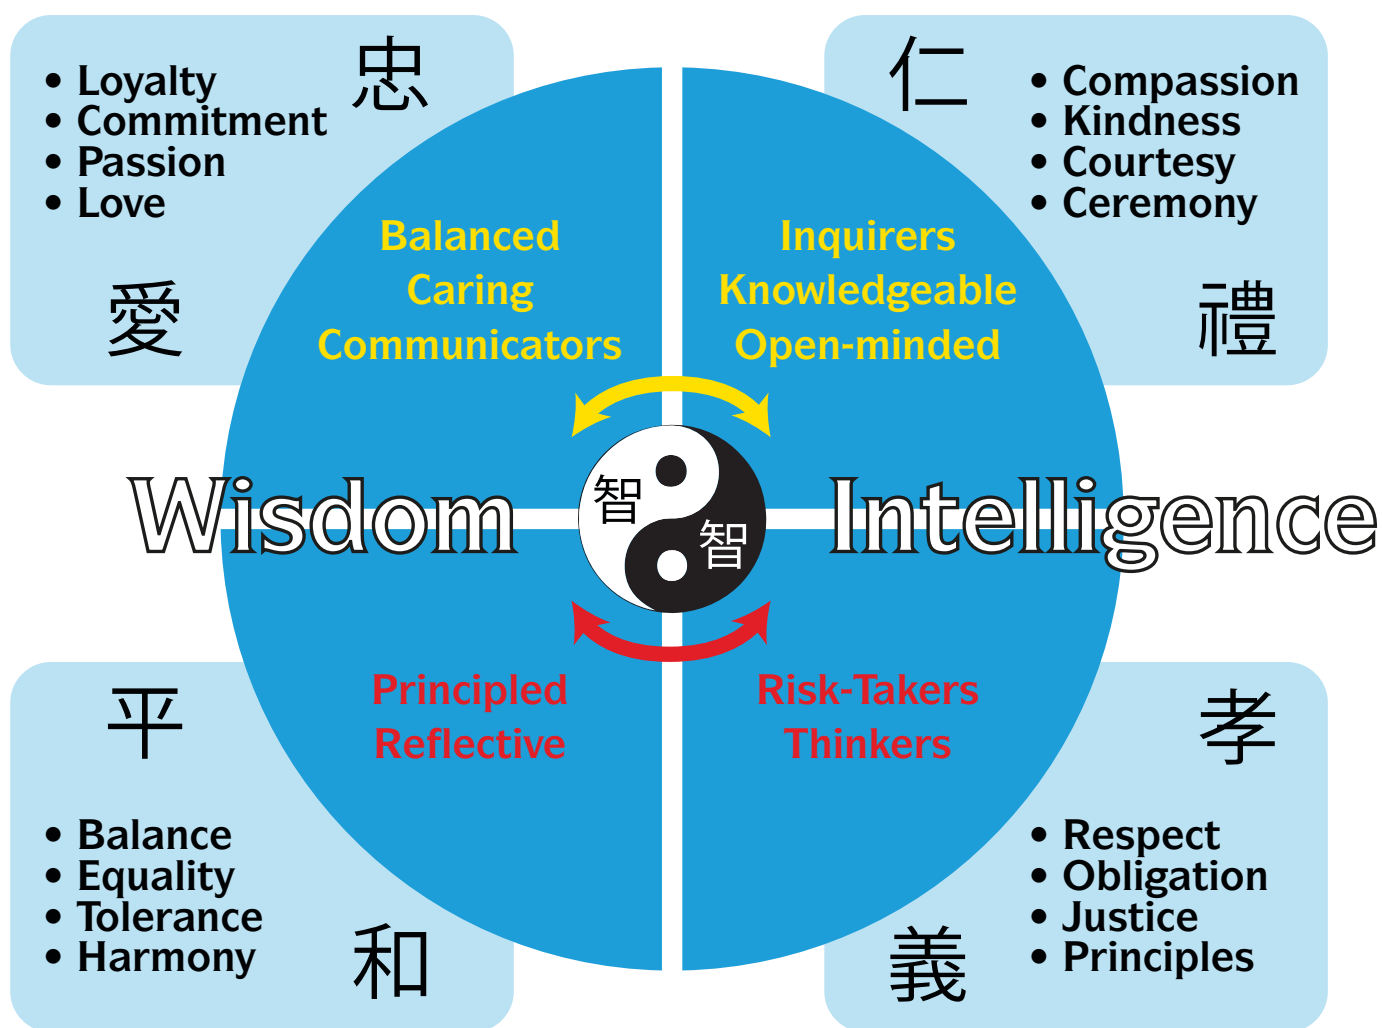 忠
• Loyalty
• Commitment
• Passion
• Love
愛
仁
• Compassion
• Kindness
• Courtesy
• Ceremony
禮
Balanced
Caring
Communicators
Inquirers
Knowledgeable
Open-minded
Wisdom
智
智
Intelligence
Principled
Reflective
Risk-Takers
Thinkers
平
• Balance
• Equality
• Tolerance
• Harmony
和
孝
• Respect
• Obligation
• Justice
• Principles
義